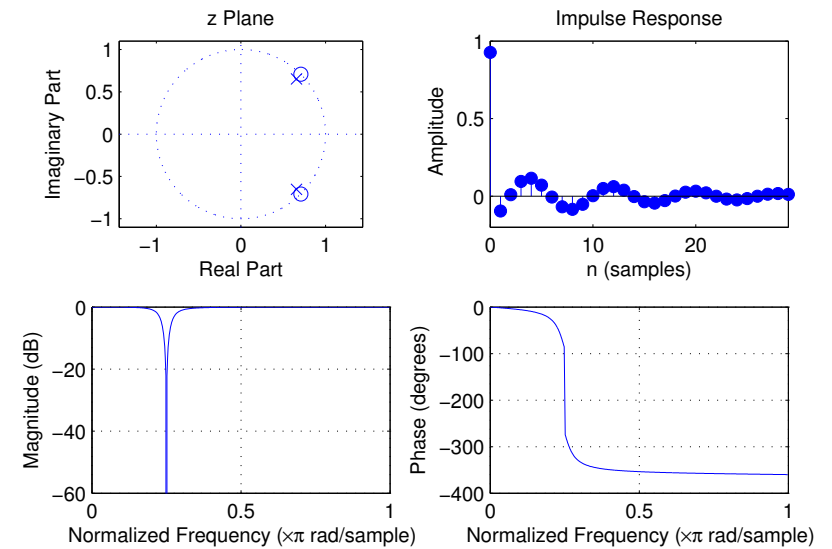 z Plane
1
0.5
0
−0.5
−1
−1
0
1
Imaginary Part
Real Part
Impulse Response
1
0.5
0
0
10
20
Amplitude
n (samples)
0
−20
−40
−60
0
0.5
1
Magnitude (dB)
Normalized Frequency (×π rad/sample)
0
−100
−200
−300
−400
0
0.5
1
Phase (degrees)
Normalized Frequency (×π rad/sample)